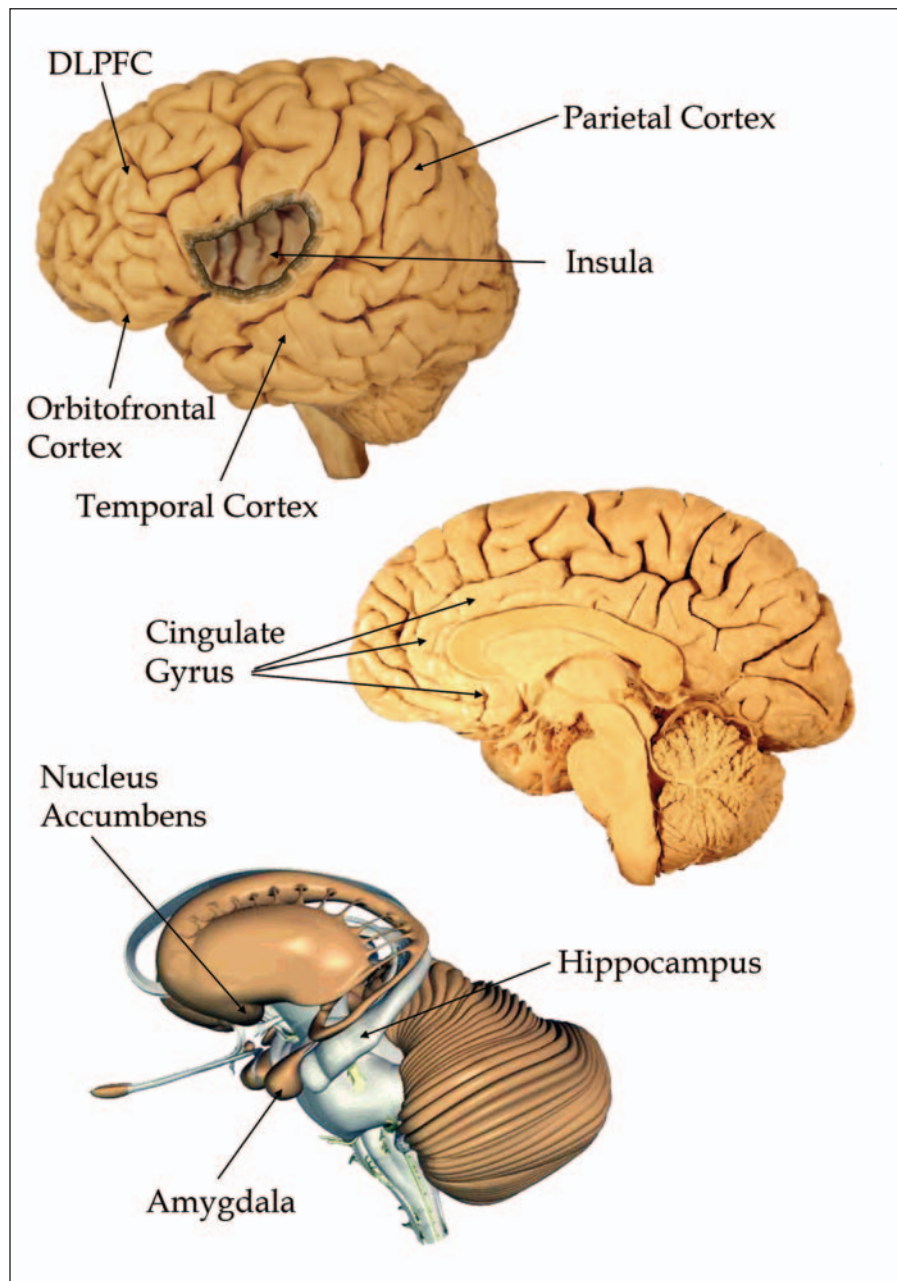 DLPFC
Parietal Cortex
Insula
Orbitofrontal
Cortex
Temporal Cortex
Cingulate
Gyrus
Nucleus
Accumbens
Hippocampus
Amygdala